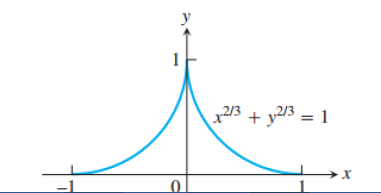 y
1
x^{2/3} + y^{2/3} = 1
x
-1 0 1